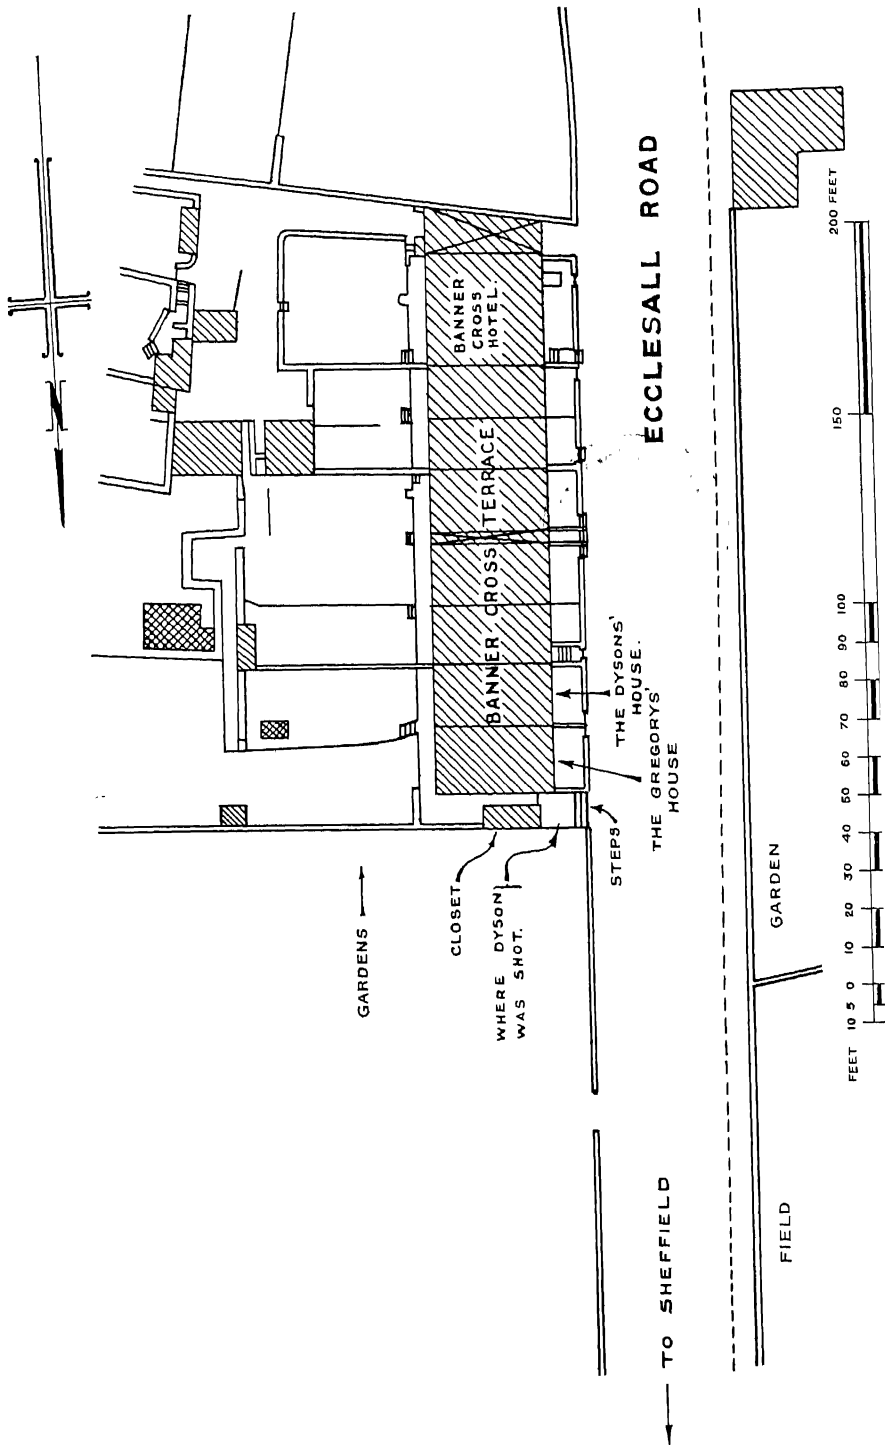 BANNER
CROSS
HOTEL.
BANNER CROSS TERRACE
ECCLESALL ROAD
THE DYSONS'
HOUSE.
THE GREGORYS'
HOUSE
STEPS
CLOSET
WHERE DYSON
WAS SHOT.
GARDENS
TO SHEFFIELD
GARDEN
FIELD
FEET 10 5 0 10 20 30 40 50 60 70 80 90 100 150 200 FEET